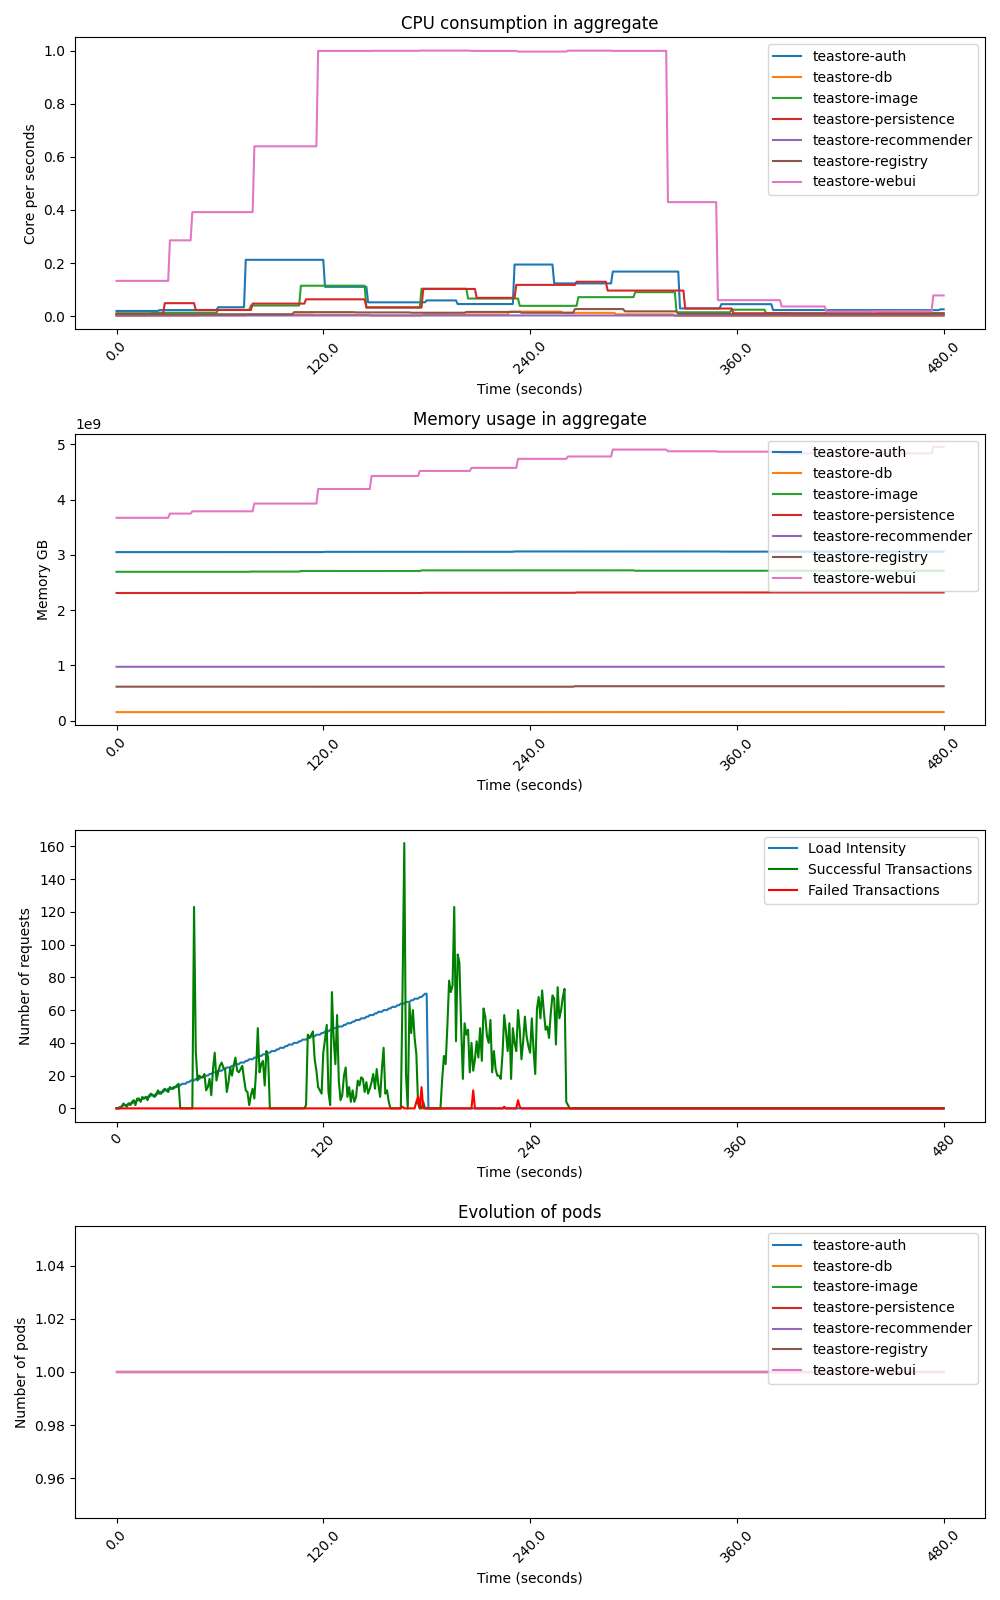 CPU consumption in aggregate
1.0
0.8
0.6
0.4
0.2
0.0
Core per seconds
teastore-auth
teastore-db
teastore-image
teastore-persistence
teastore-recommender
teastore-registry
teastore-webui
0.0
120.0
240.0
360.0
480.0
Time (seconds)
Memory usage in aggregate
1e9
5
4
3
2
1
0
Memory GB
teastore-auth
teastore-db
teastore-image
teastore-persistence
teastore-recommender
teastore-registry
teastore-webui
0.0
120.0
240.0
360.0
480.0
Time (seconds)
160
140
120
100
80
60
40
20
0
Number of requests
Load Intensity
Successful Transactions
Failed Transactions
0
120
240
360
480
Time (seconds)
Evolution of pods
1.04
1.02
1.00
0.98
0.96
Number of pods
teastore-auth
teastore-db
teastore-image
teastore-persistence
teastore-recommender
teastore-registry
teastore-webui
0.0
120.0
240.0
360.0
480.0
Time (seconds)